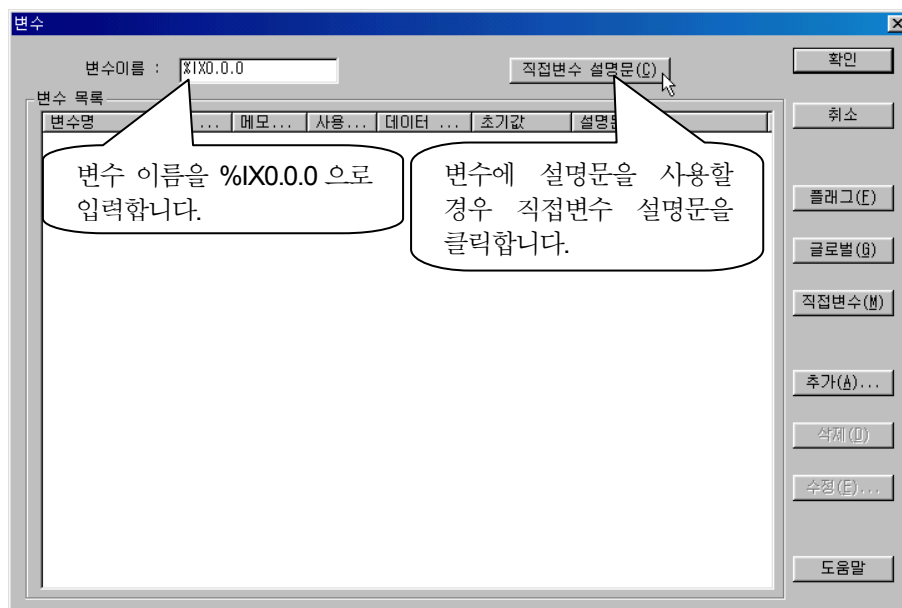 변수
변수이름 : %IX0.0.0
직접변수 설명문(C)
확인
변수 목록
변수명 ... 메모... 사용... 데이터 ... 초기값
취소
변수 이름을 %IX0.0.0 으로
입력합니다.
변수에 설명문을 사용할
경우 직접변수 설명문을
클릭합니다.
플래그(F)
글로벌(G)
직접변수(M)
추가(A)...
삭제(D)
수정(E)...
도움말